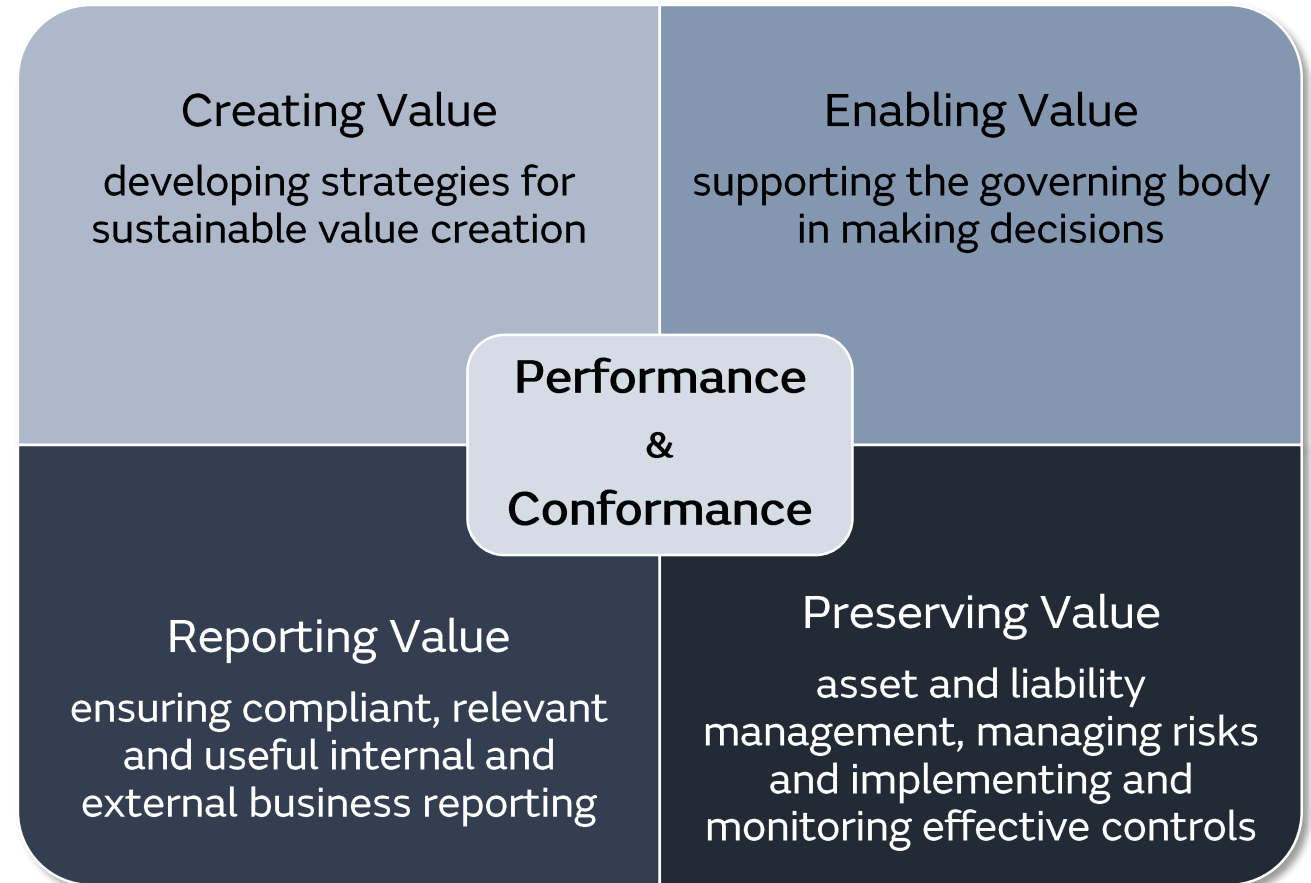 Creating Value
developing strategies for
sustainable value creation
Enabling Value
supporting the governing body
in making decisions
Performance
&
Conformance
Reporting Value
ensuring compliant, relevant
and useful internal and
external business reporting
Preserving Value
asset and liability
management, managing risks
and implementing and
monitoring effective controls